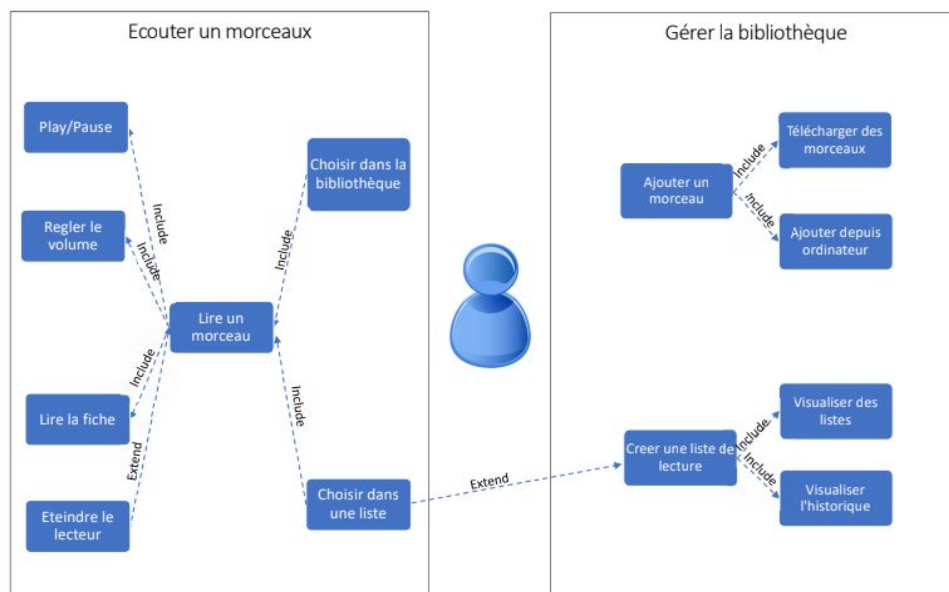 Ecouter un morceaux
Play/Pause
Choisir dans la
bibliothèque
Include
Regler le
volume
Include
Include
Lire un
morceau
Include
Lire la fiche
Include
Extend
Eteindre le
lecteur
Choisir dans
une liste
Extend
Gérer la bibliothèque
Télécharger des
morceaux
Include
Ajouter un
morceau
Include
Ajouter depuis
ordinateur
Visualiser des
listes
Include
Creer une liste de
lecture
Include
Visualiser
l'historique